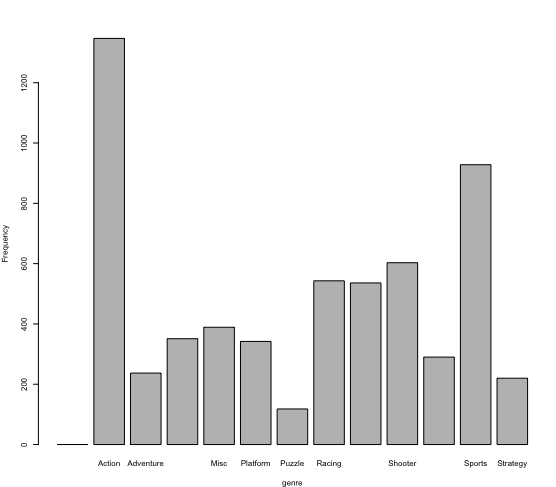 1200
1000
800
600
400
200
0
Frequency
Action Adventure Misc Platform Puzzle Racing Shooter Sports Strategy
genre